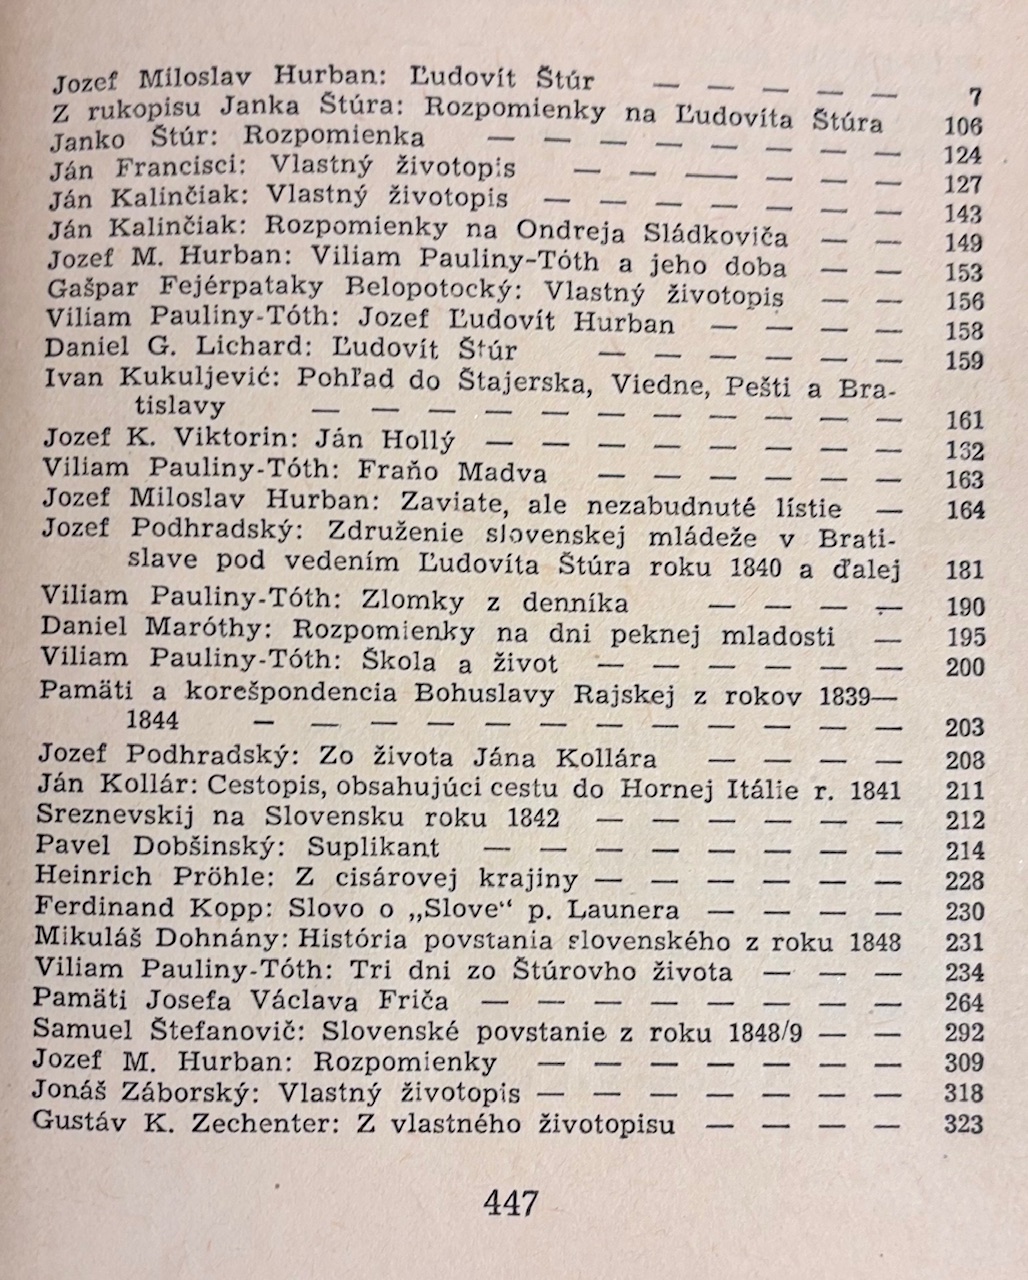 Jozef Miloslav Hurban: Ľudovít Štúr — — — — — 7
Z rukopisu Janka Štúra: Rozpomienky na Ľudovíta Štúra 106
Janko Štúr: Rozpomienka — — — — — — — 124
Ján Francisci: Vlastný životopis — — — — — — 127
Ján Kalinčiak: Vlastný životopis — — — — — — 143
Ján Kalinčiak: Rozpomienky na Ondreja Sládkoviča — — 149
Jozef M. Hurban: Viliam Pauliny-Tóth a jeho doba — — 153
Gašpar Fejérpataky Belopotocký: Vlastný životopis — — 156
Viliam Pauliny-Tóth: Jozef Ľudovít Hurban — — — — 158
Daniel G. Lichard: Ľudovít Štúr — — — — — — 159
Ivan Kukuljević: Pohľad do Štajerska, Viedne, Pešti a Bra-
tislavy — — — — — — — — — — 161
Jozef K. Viktorin: Ján Hollý — — — — — — — 162
Viliam Pauliny-Tóth: Fraňo Madva — — — — — — 163
Jozef Miloslav Hurban: Zaviate, ale nezabudnuté lístie — 164
Jozef Podhradský: Združenie slovenskej mládeže v Brati-
slave pod vedením Ľudovíta Štúra roku 1840 a ďalej 181
Viliam Pauliny-Tóth: Zlomky z denníka — — — — 190
Daniel Maróthy: Rozpomienky na dni peknej mladosti — 195
Viliam Pauliny-Tóth: Škola a život — — — — — — 200
Pamäti a korešpondencia Bohuslavy Rajskej z rokov 1839—
1844 — — — — — — — — — — — 203
Jozef Podhradský: Zo života Jána Kollára — — — — 208
Ján Kollár: Cestopis, obsahujúci cestu do Hornej Itálie r. 1841 211
Sreznevskij na Slovensku roku 1842 — — — — — — 212
Pavel Dobšinský: Suplikant — — — — — — — 214
Heinrich Pröhle: Z cisárovej krajiny — — — — — — 228
Ferdinand Kopp: Slovo o „Slove“ p. Launera — — — — 230
Mikuláš Dohnány: História povstania slovenského z roku 1848 231
Viliam Pauliny-Tóth: Tri dni zo Štúrovho života — — — 234
Pamäti Josefa Václava Friča — — — — — — — 264
Samuel Štefanovič: Slovenské povstanie z roku 1848/9 — — 292
Jozef M. Hurban: Rozpomienky — — — — — — 309
Jonáš Záborský: Vlastný životopis — — — — — — 318
Gustáv K. Zechenter: Z vlastného životopisu — — — — 323
447